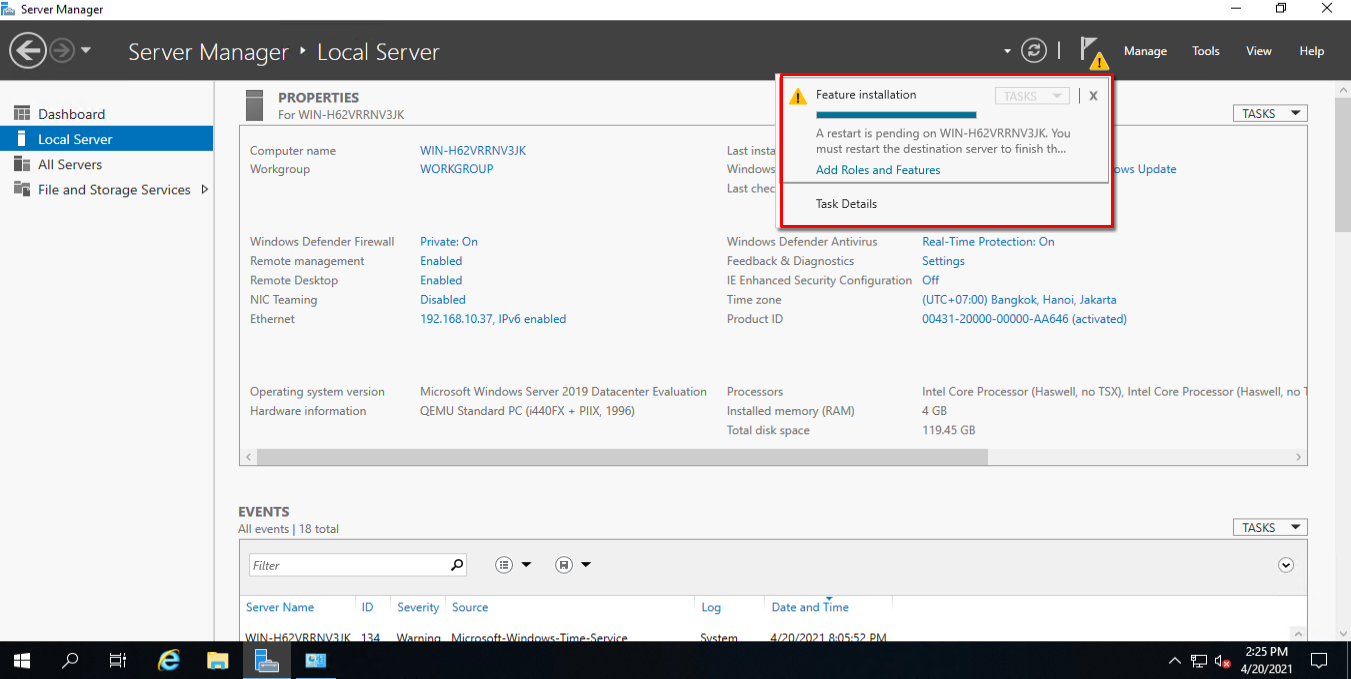 Server Manager
Server Manager ‣ Local Server
Manage Tools View Help
Dashboard
Local Server
All Servers
File and Storage Services
PROPERTIES
For WIN-H62VRRNV3JK
TASKS
Computer name WIN-H62VRRNV3JK
Workgroup WORKGROUP
Last insta
Windows ows Update
Last chec
Feature installation TASKS X
A restart is pending on WIN-H62VRRNV3JK. You
must restart the destination server to finish th...
Add Roles and Features
Task Details
Windows Defender Firewall Private: On Windows Defender Antivirus Real-Time Protection: On
Remote management Enabled Feedback & Diagnostics Settings
Remote Desktop Enabled IE Enhanced Security Configuration Off
NIC Teaming Disabled Time zone (UTC+07:00) Bangkok, Hanoi, Jakarta
Ethernet 192.168.10.37, IPv6 enabled Product ID 00431-20000-00000-AA646 (activated)
Operating system version Microsoft Windows Server 2019 Datacenter Evaluation Processors Intel Core Processor (Haswell, no TSX), Intel Core Processor (Haswell, no T
Hardware information QEMU Standard PC (i440FX + PIIX, 1996) Installed memory (RAM) 4 GB
Total disk space 119.45 GB
EVENTS
All events | 18 total
TASKS
Filter
Server Name ID Severity Source Log Date and Time
WIN-H62VRRNV3JK 134 Warning Microsoft-Windows-Time-Service System 4/20/2021 8:05:52 PM
2:25 PM
4/20/2021